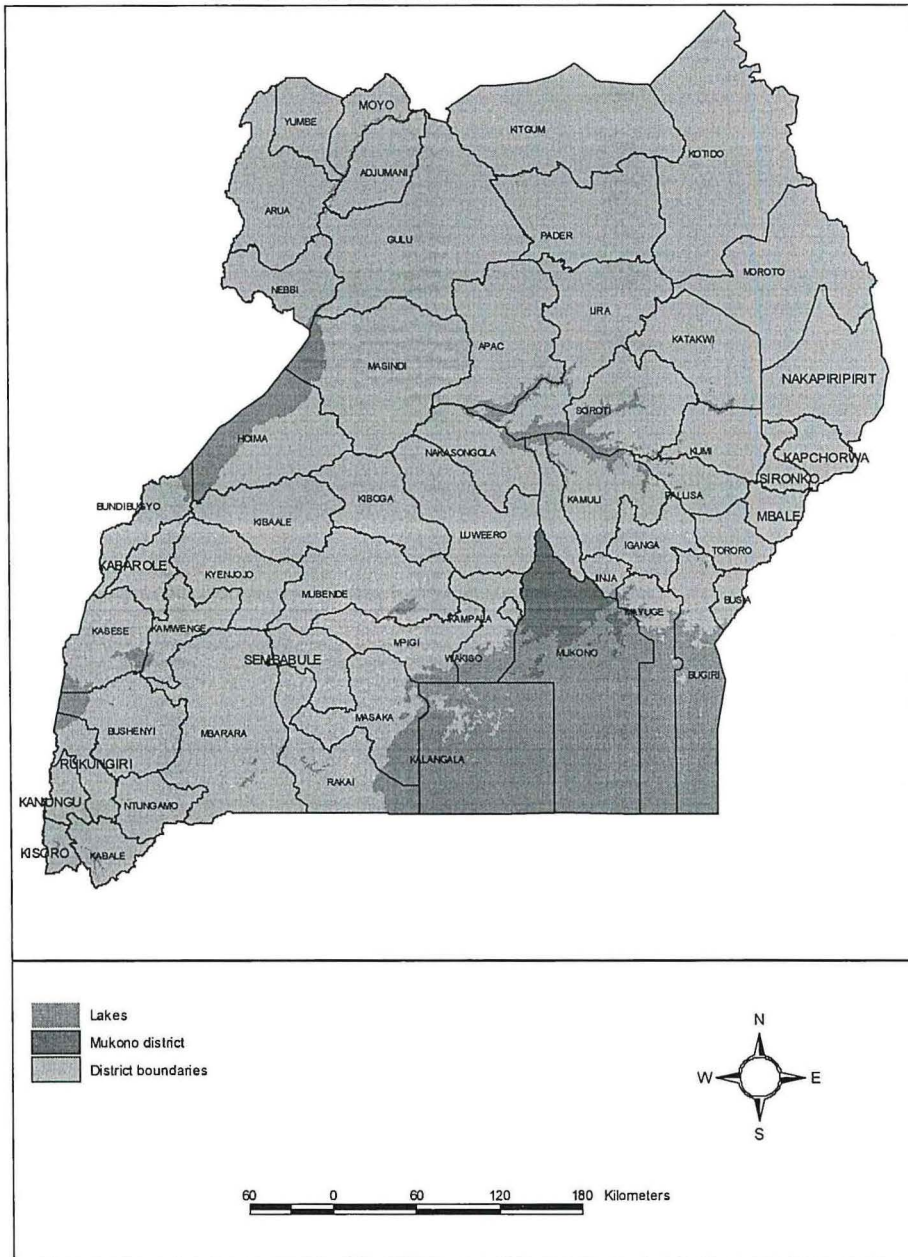 MOYO
YUMBE
KITGUM
KOTIDO
ADJUMANI
ARUA
PADER
GULU
MOROTO
NEBBI
LIRA
KATAKWI
APAC
MASINDI
NAKAPIRIPIRIT
SOROTI
HOIMA
NAKASONGOLA
KUMI
KAPCHORWA
SIRONKO
KIBOGA
KAMULI
PALLISA
BUNDIBUGYO
MBALE
KIBAALE
LUWEERO
IGANGA
TORORO
KABAROLE
KYENJOJO
JINJA
MUBENDE
BUSIA
MAYUGE
KASESE
KAMWENGE
KAMPALA
MPIGI
SEMBABULE
WAKISO
MUKONO
BUGIRI
MASAKA
BUSHENYI
MBARARA
KALANGALA
RUKUNGIRI
RAKAI
KANUNGU
NTUNGAMO
KISORO
KABALE
Lakes
Mukono district
District boundaries
N
W E
S
60 0 60 120 180 Kilometers